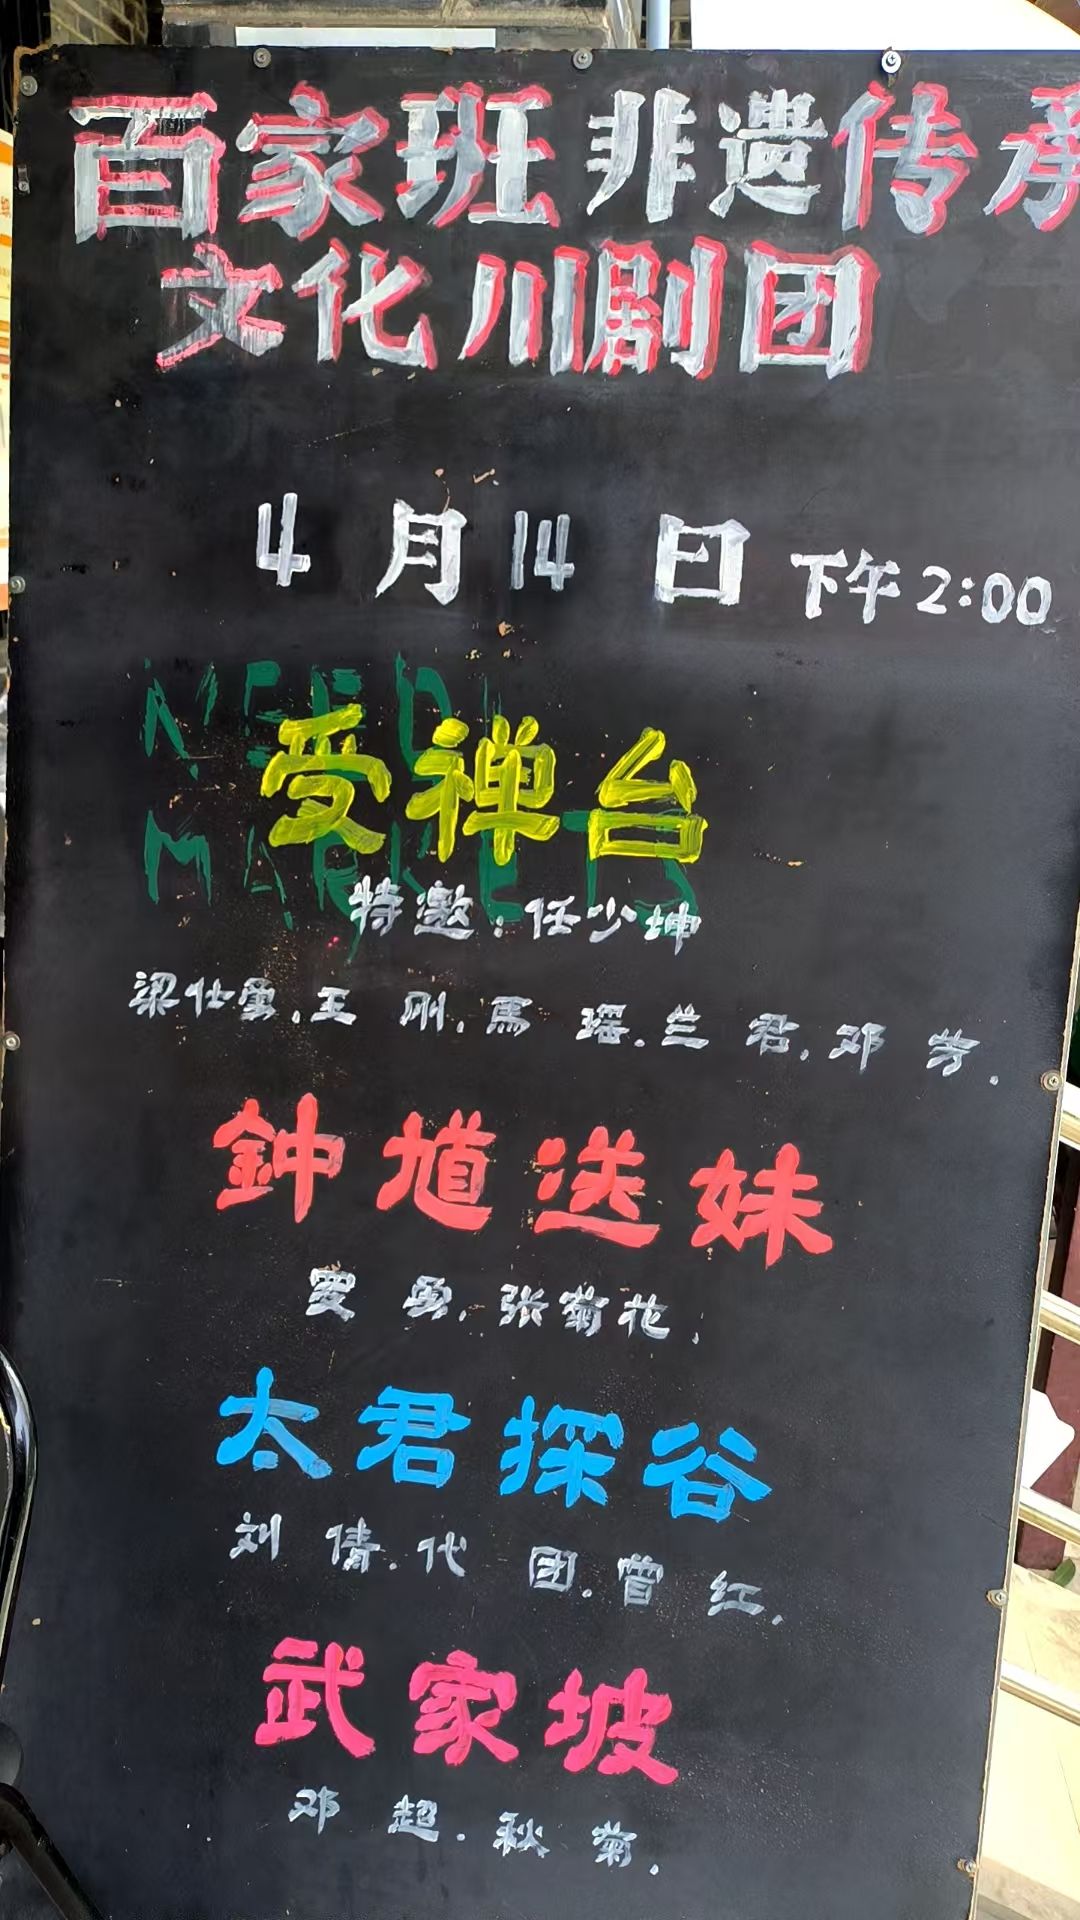 百家班非遗传承
文化川剧团
4月14日下午2:00
NEED
受禅台
MARKETS
特邀:任少坤
梁仕勇.王刚.馬瑶.兰君.邓芳.
鈡馗送妹
罗勇.张菊花.
太君探谷
刘倩.代团.曾红.
武家坡
邓超.秋菊.